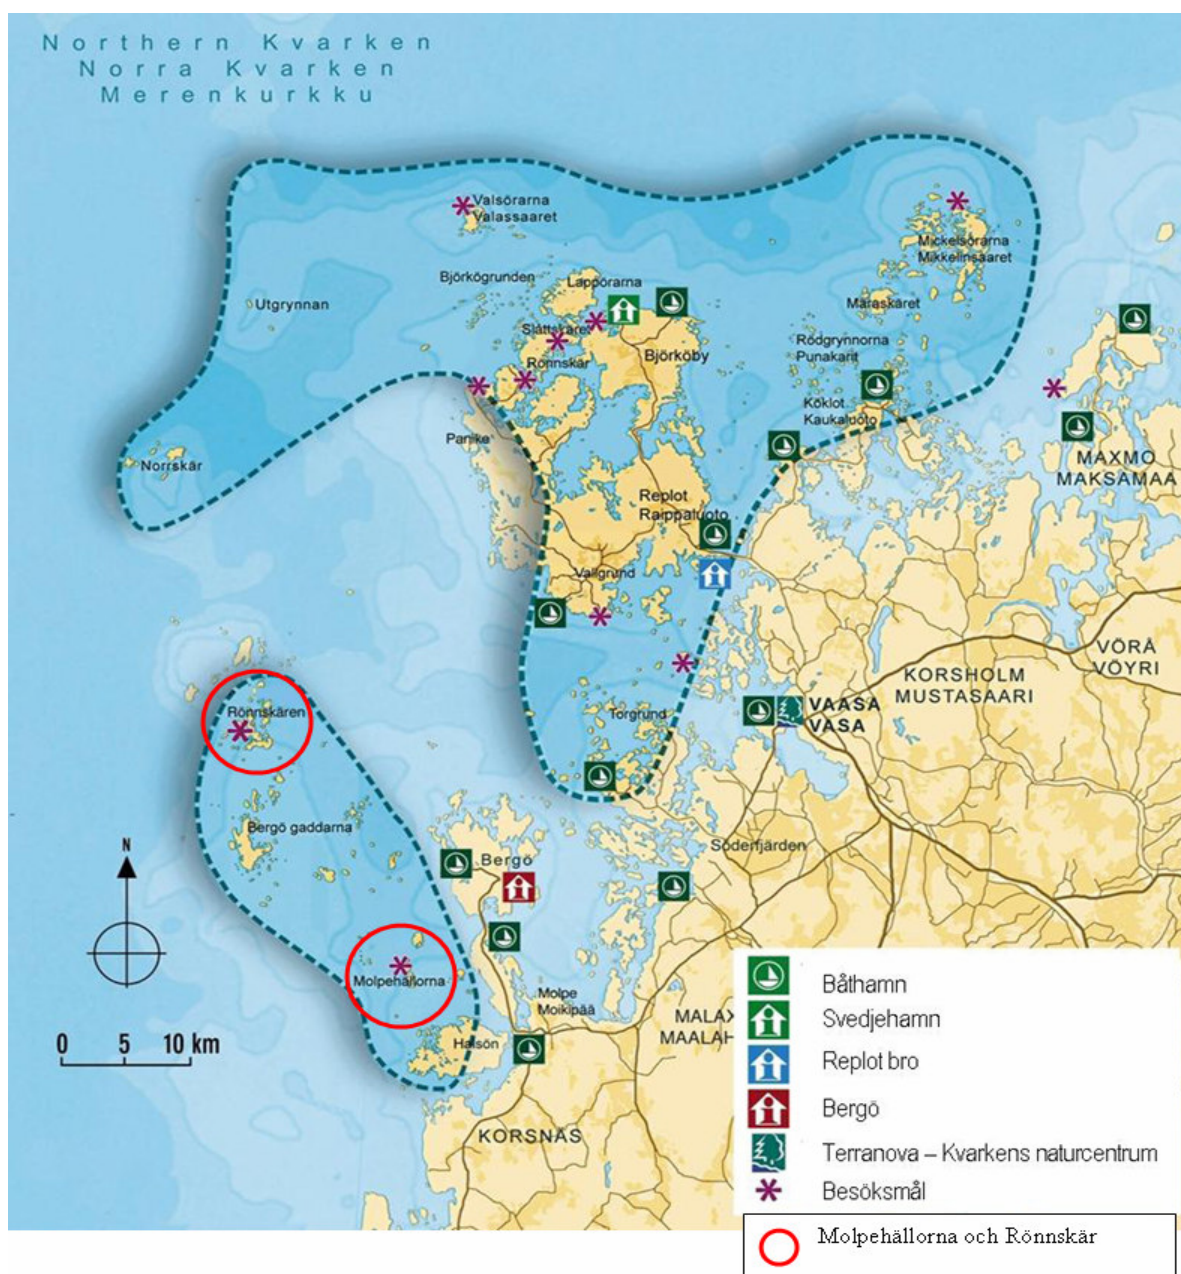 Northern Kvarken
Norra Kvarken
Merenkurkku
Valsörarna
Valassaaret
Mickelsörarna
Mikkelinsaaret
Björkögrunden
Lappörarna
Utgrynnan
Maraskäret
Slåttskäret
Rödgrynnorna
Punakarit
Björköby
Rönnskär
Köklot
Kaukaluoto
Panike
Norrskär
MAXMO
MAKSAMAA
Replot
Raippaluoto
Vallgrund
VÖRÅ
VÖYRI
KORSHOLM
MUSTASAARI
VAASA
VASA
Rönnskären
Torgrund
Bergö gaddarna
Söderfjärden
Bergö
N
Molpehällorna
Molpe
Moikipää
MALAX
MAALAH
Halsön
0 5 10 km
KORSNÄS
Båthamn
Svedjehamn
Replot bro
Bergö
Terranova – Kvarkens naturcentrum
Besöksmål
Molpehällorna och Rönnskär